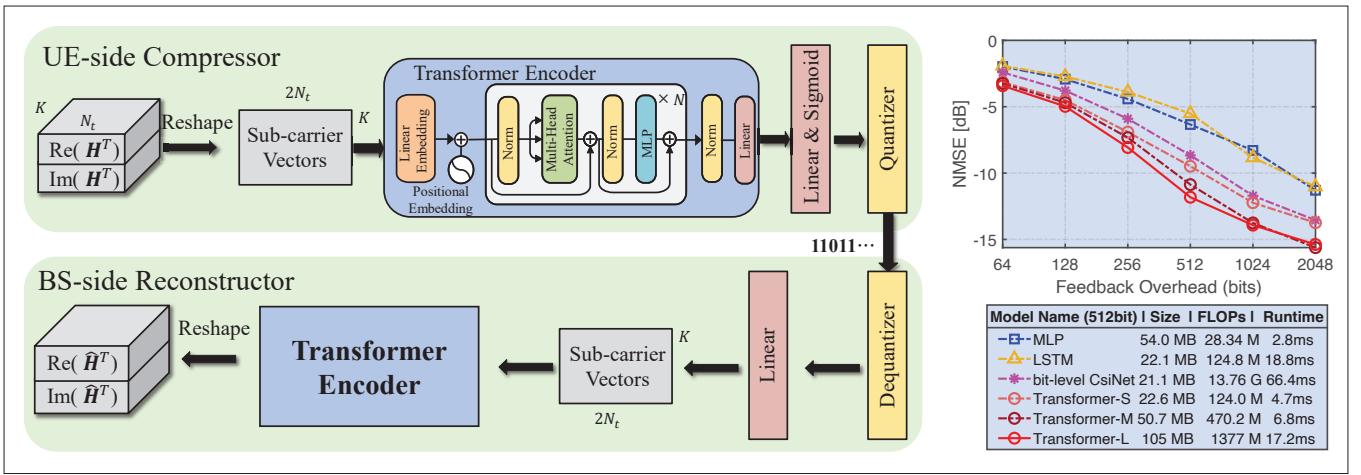 UE-side Compressor
K
N_t
Re( H^T)
Im( H^T)
Reshape
2N_t
K
Sub-carrier
Vectors
Transformer Encoder
Linear
Embedding
Positional
Embedding
Norm
Multi-Head
Attention
Norm
MLP
× N
Norm
Linear
Linear & Sigmoid
Quantizer
11011⋯
BS-side Reconstructor
Reshape
Re( Ĥ^T)
Im( Ĥ^T)
Transformer
Encoder
Sub-carrier
Vectors
K
2N_t
Linear
Dequantizer
NMSE [dB]
0
-5
-10
-15
64 128 256 512 1024 2048
Feedback Overhead (bits)
Model Name (512bit) | Size | FLOPs | Runtime
MLP 54.0 MB 28.34 M 2.8ms
LSTM 22.1 MB 124.8 M 18.8ms
bit-level CsiNet 21.1 MB 13.76 G 66.4ms
Transformer-S 22.6 MB 124.0 M 4.7ms
Transformer-M 50.7 MB 470.2 M 6.8ms
Transformer-L 105 MB 1377 M 17.2ms